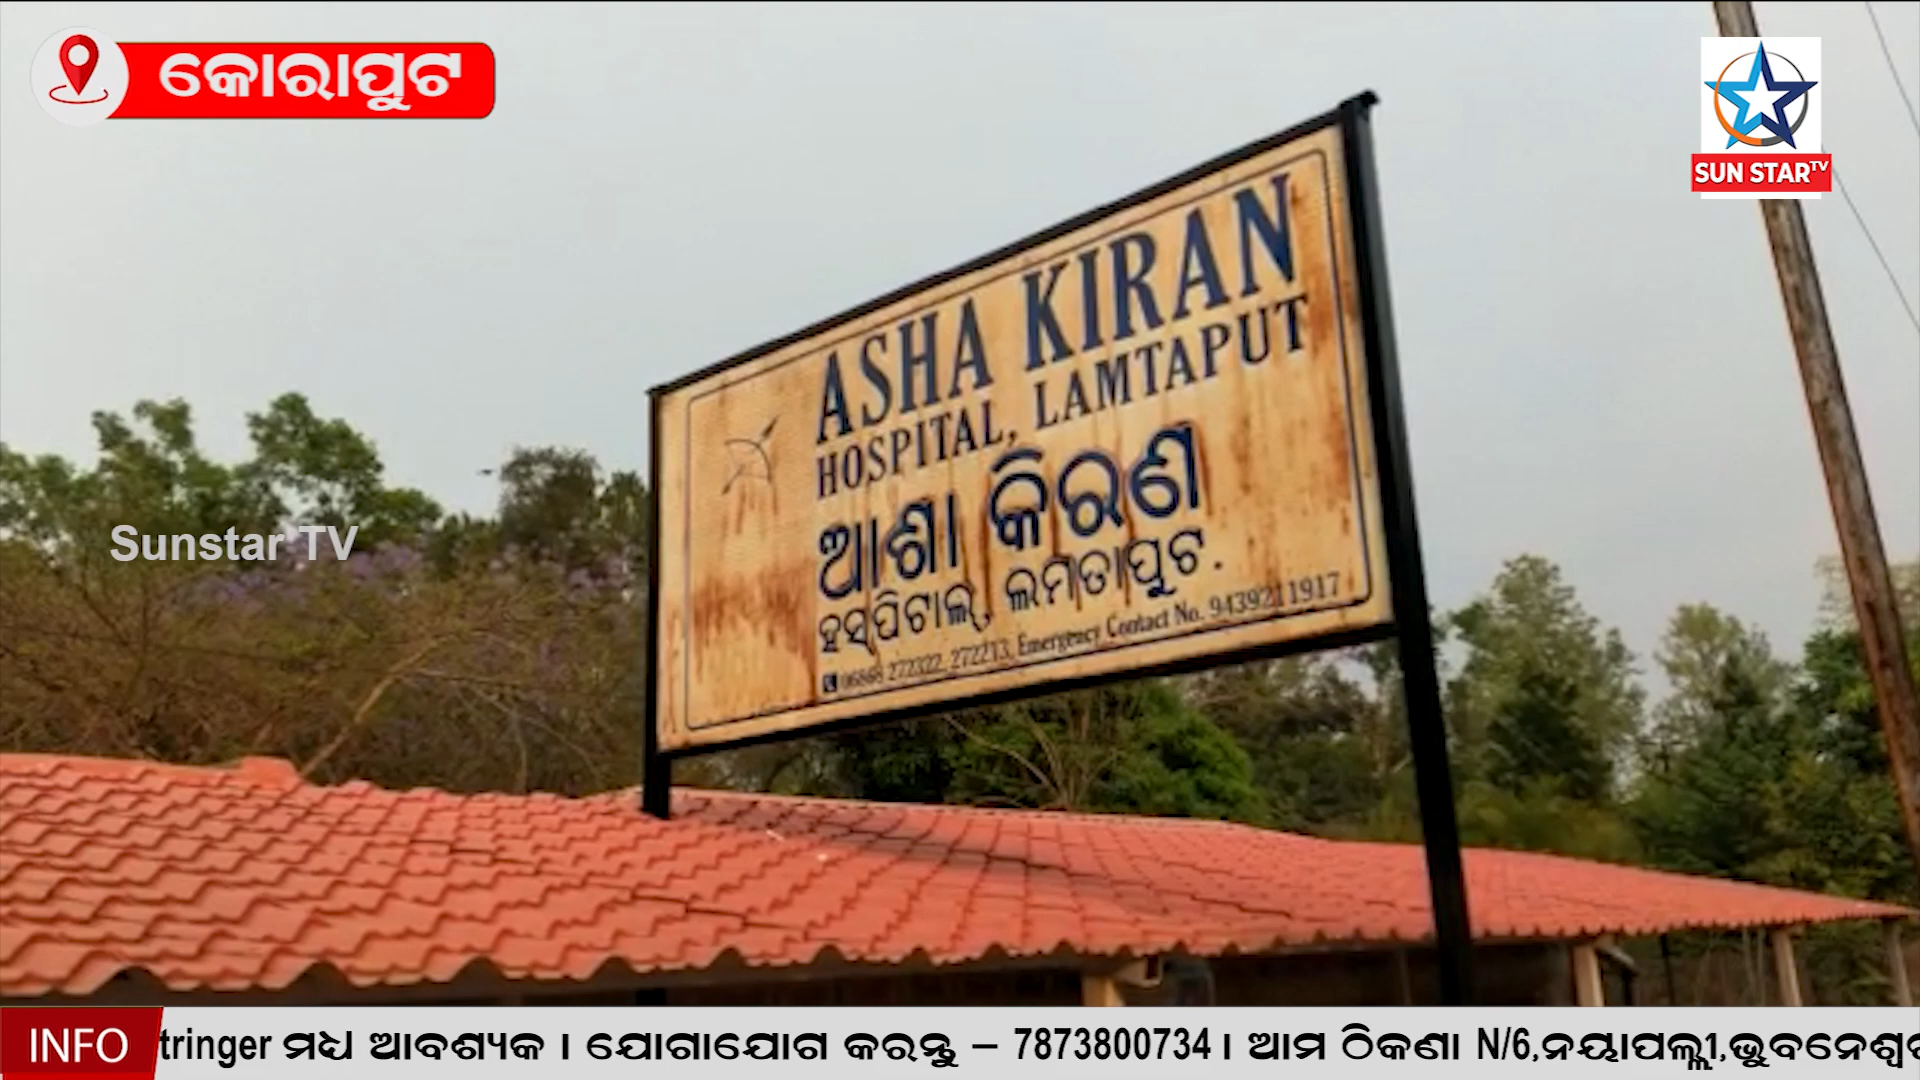 କୋରାପୁଟ
SUN STAR TV
ASHA KIRAN
HOSPITAL, LAMTAPUT
ଆଶା କିରଣ
ହସ୍ପିଟାଲ୍, ଲମତାପୁଟ.
06868 272322, 272213, Emergency Contact No. 9439211917
Sunstar TV
INFO
tringer ମଧ୍ୟ ଆବଶ୍ୟକ । ଯୋଗାଯୋଗ କରନ୍ତୁ – 7873800734 । ଆମ ଠିକଣା N/6,ନୟାପଲ୍ଲୀ,ଭୁବନେଶ୍ୱର